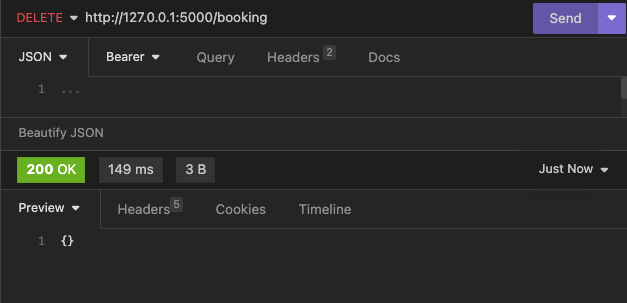 DELETE http://127.0.0.1:5000/booking Send
JSON Bearer Query Headers 2 Docs
1 ...
Beautify JSON
200 OK 149 ms 3 B Just Now
Preview Headers 5 Cookies Timeline
1 {}